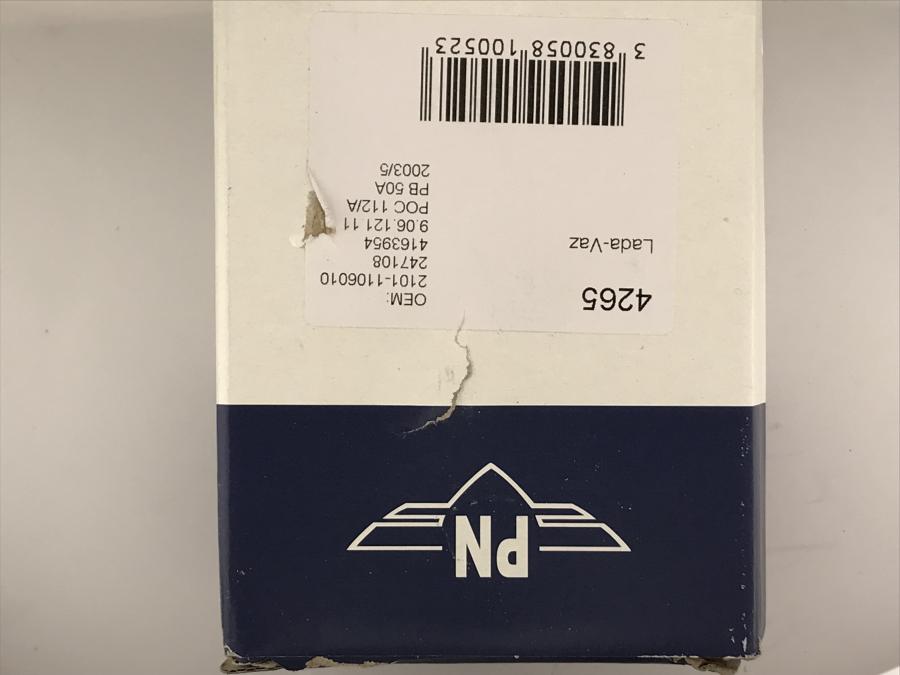 PN
4265
Lada-Vaz
OEM:
2101-1106010
247108
4163954
9.06.121.11
POC 112/A
PB 50A
2003/5
3 830058 100523